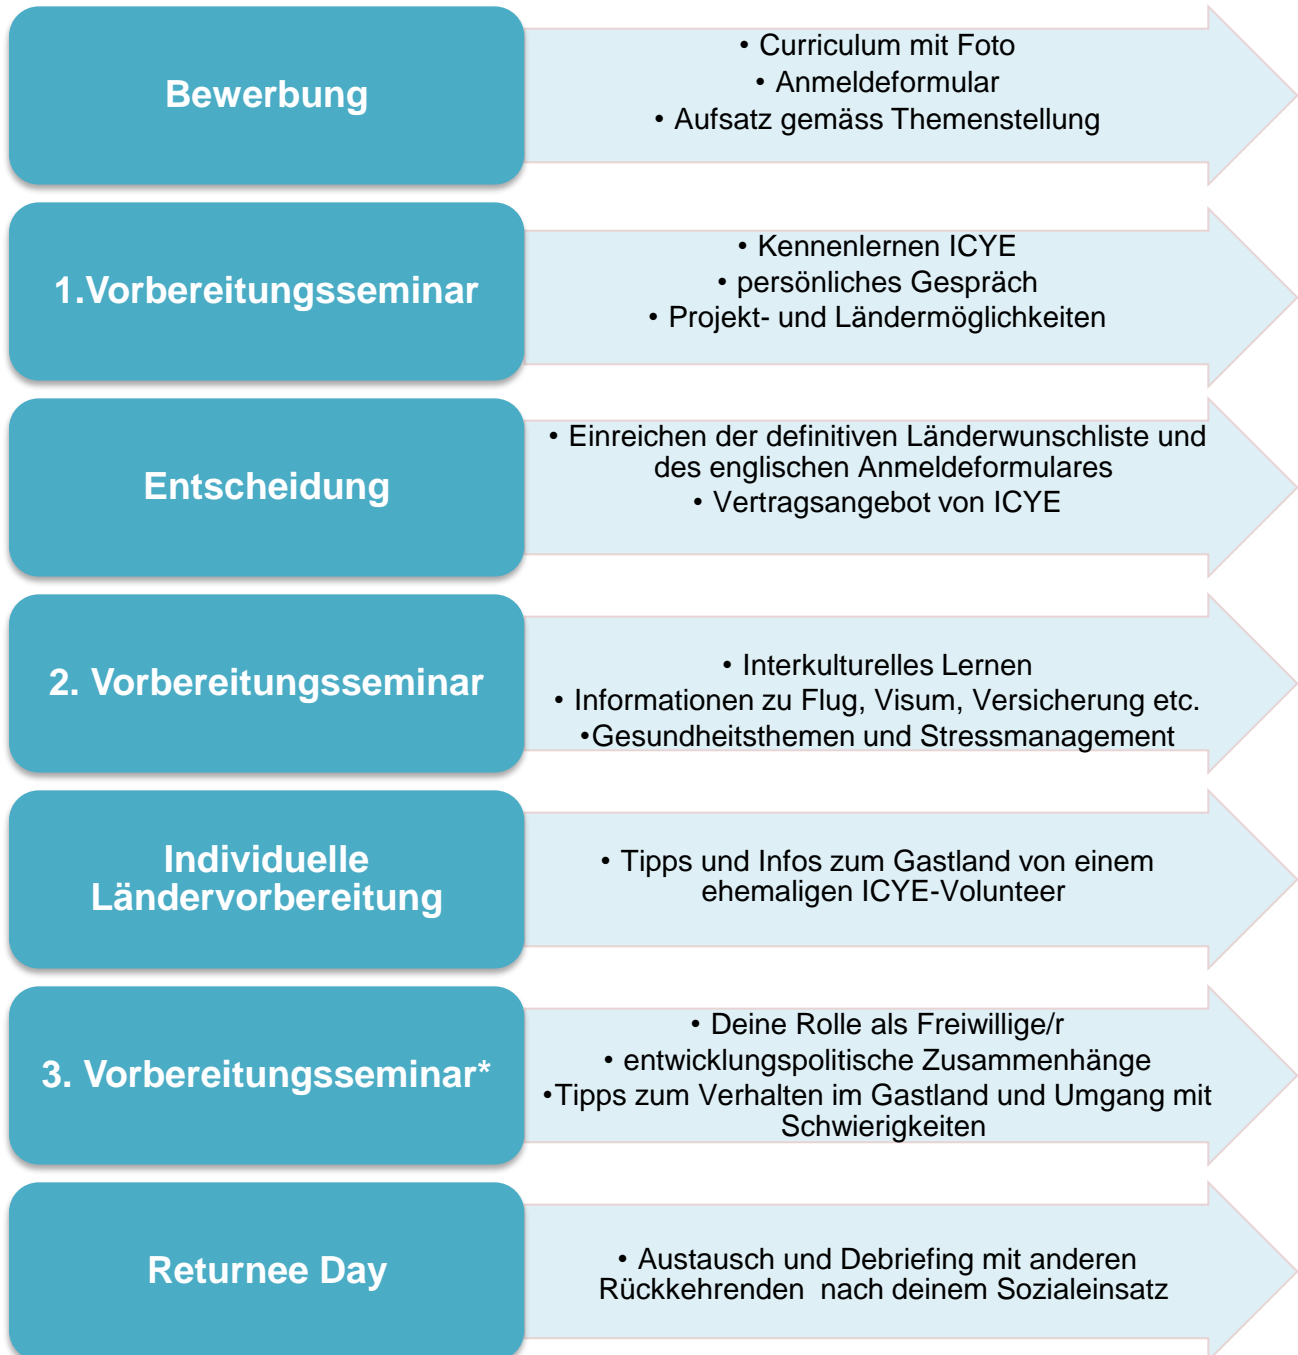 Bewerbung
• Curriculum mit Foto
• Anmeldeformular
• Aufsatz gemäss Themenstellung
1.Vorbereitungsseminar
• Kennenlernen ICYE
• persönliches Gespräch
• Projekt- und Ländermöglichkeiten
Entscheidung
• Einreichen der definitiven Länderwunschliste und
des englischen Anmeldeformulares
• Vertragsangebot von ICYE
2. Vorbereitungsseminar
• Interkulturelles Lernen
• Informationen zu Flug, Visum, Versicherung etc.
•Gesundheitsthemen und Stressmanagement
Individuelle
Ländervorbereitung
• Tipps und Infos zum Gastland von einem
ehemaligen ICYE-Volunteer
3. Vorbereitungsseminar*
• Deine Rolle als Freiwillige/r
• entwicklungspolitische Zusammenhänge
•Tipps zum Verhalten im Gastland und Umgang mit
Schwierigkeiten
Returnee Day
• Austausch und Debriefing mit anderen
Rückkehrenden  nach deinem Sozialeinsatz